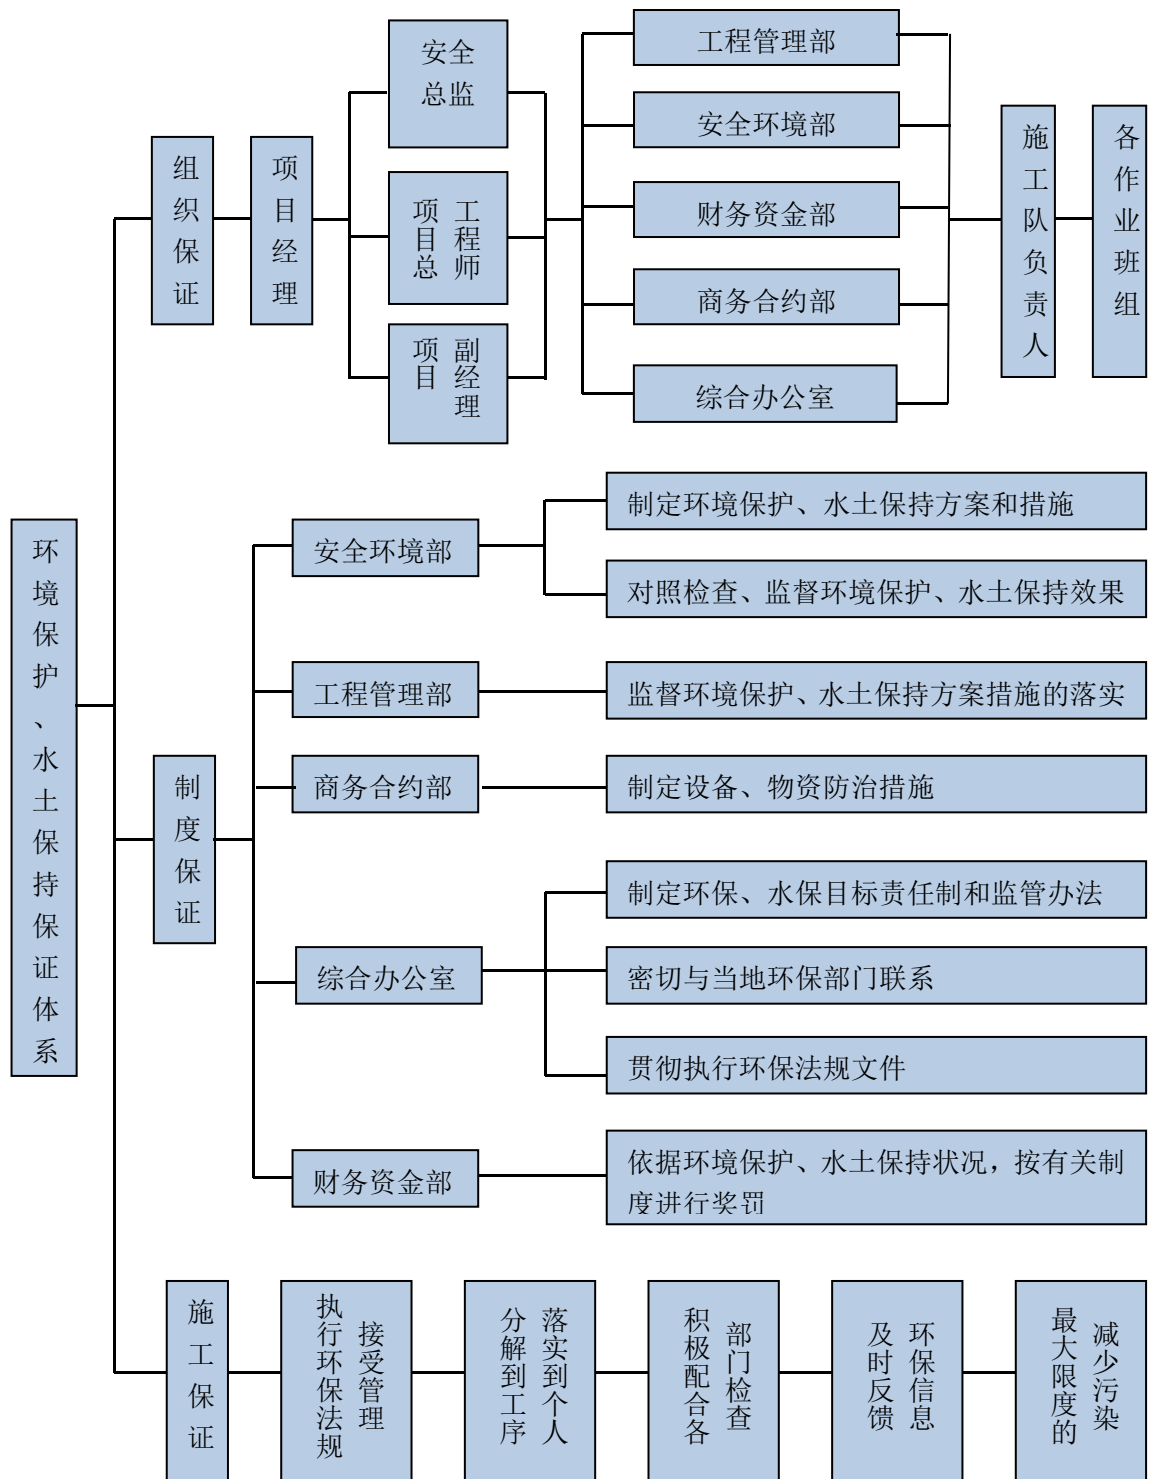 环境保护、水土保持保证体系
组织保证
项目经理
安全
总监
项目总
工程师
项目
副经理
工程管理部
安全环境部
财务资金部
商务合约部
综合办公室
施工队负责人
各作业班组
制度保证
安全环境部
制定环境保护、水土保持方案和措施
对照检查、监督环境保护、水土保持效果
工程管理部
监督环境保护、水土保持方案措施的落实
商务合约部
制定设备、物资防治措施
综合办公室
制定环保、水保目标责任制和监管办法
密切与当地环保部门联系
贯彻执行环保法规文件
财务资金部
依据环境保护、水土保持状况，按有关制
度进行奖罚
施工保证
执行环保法规
接受管理
分解到工序
落实到个人
积极配合各
部门检查
及时反馈
环保信息
最大限度的
减少污染